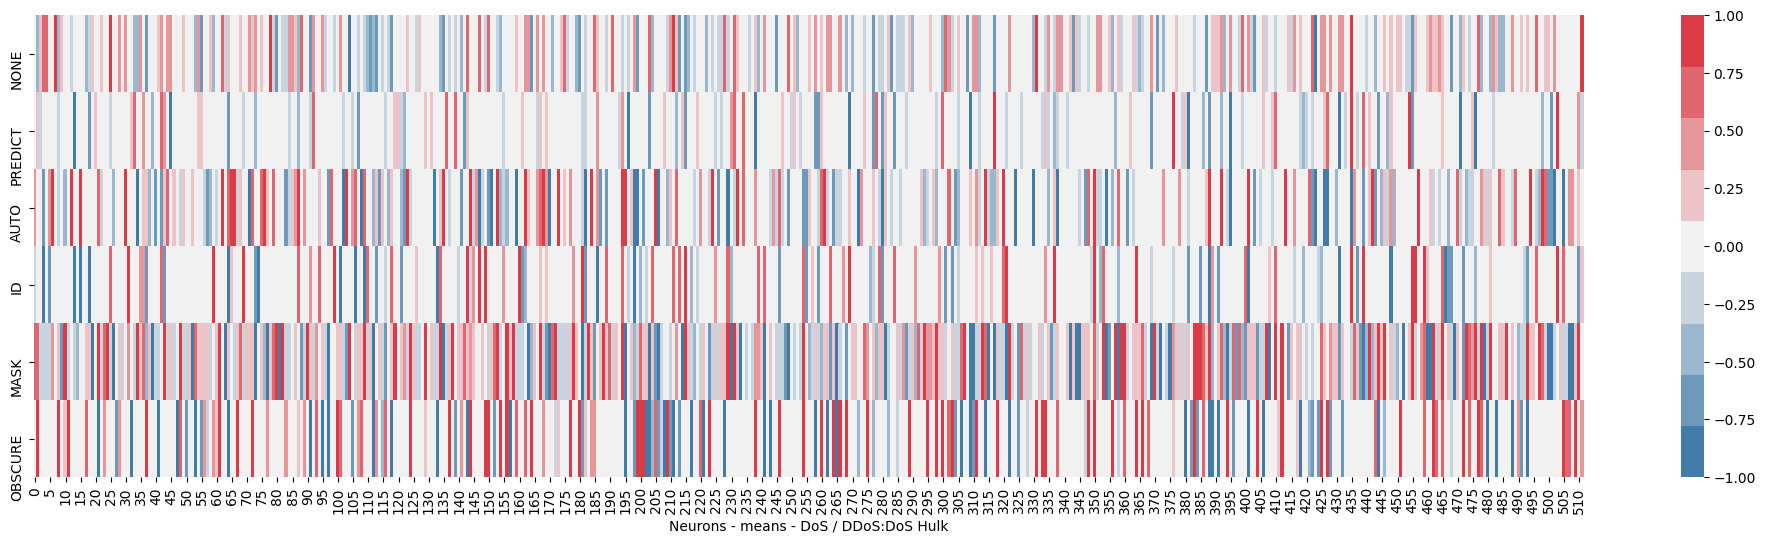 NONE
PREDICT
AUTO
ID
MASK
OBSCURE
0 5 10 15 20 25 30 35 40 45 50 55 60 65 70 75 80 85 90 95 100 105 110 115 120 125 130 135 140 145 150 155 160 165 170 175 180 185 190 195 200 205 210 215 220 225 230 235 240 245 250 255 260 265 270 275 280 285 290 295 300 305 310 315 320 325 330 335 340 345 350 355 360 365 370 375 380 385 390 395 400 405 410 415 420 425 430 435 440 445 450 455 460 465 470 475 480 485 490 495 500 505 510
Neurons - means - DoS / DDoS:DoS Hulk
1.00
0.75
0.50
0.25
0.00
−0.25
−0.50
−0.75
−1.00